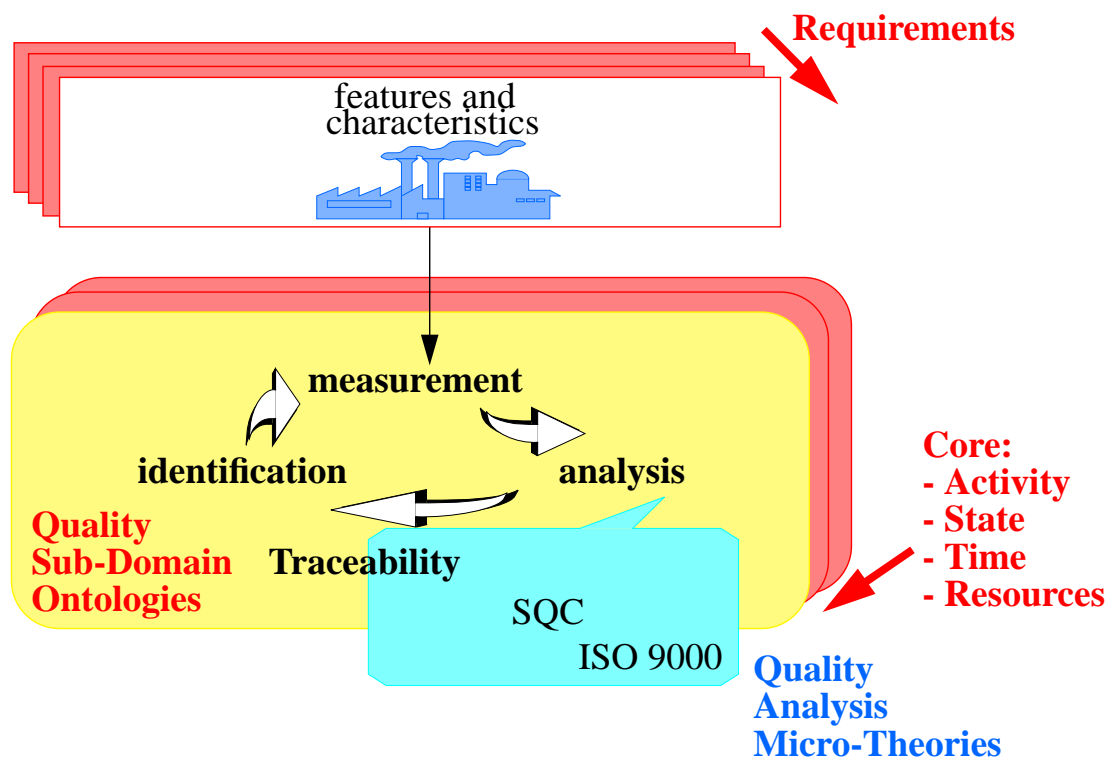 Requirements
features and
characteristics
measurement
identification
analysis
Core:
- Activity
- State
- Time
- Resources
Quality
Sub-Domain
Ontologies
Traceability
SQC
ISO 9000
Quality
Analysis
Micro-Theories